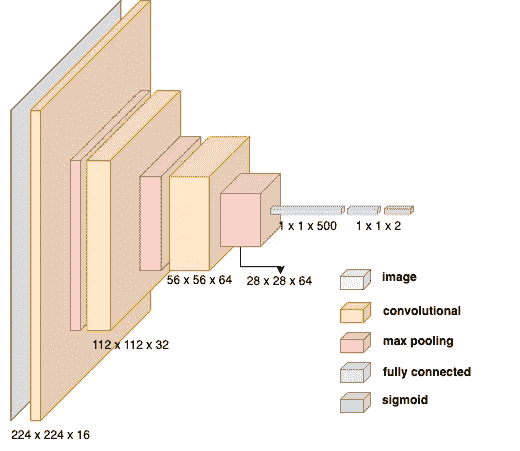 1 x 1 x 500
1 x 1 x 2
56 x 56 x 64
28 x 28 x 64
112 x 112 x 32
224 x 224 x 16
image
convolutional
max pooling
fully connected
sigmoid